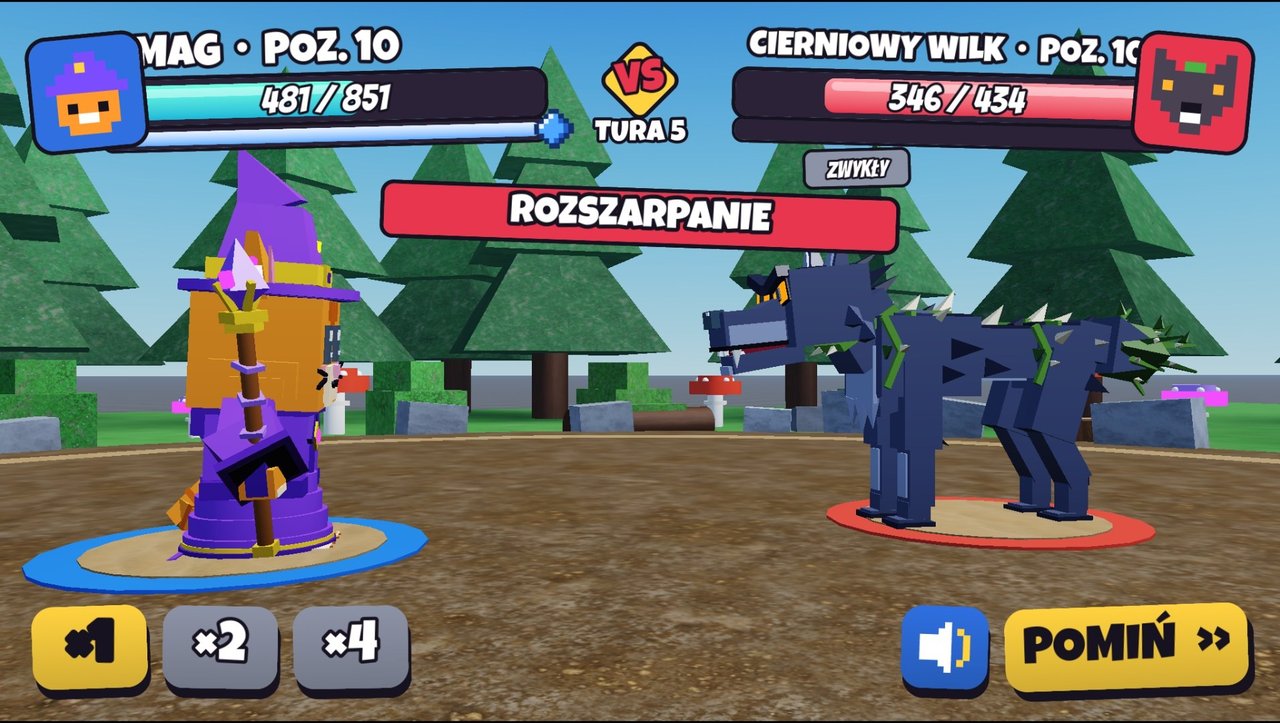 MAG • POZ. 10
481 / 851
VS
TURA 5
CIERNIOWY WILK • POZ. 10
346 / 434
ZWYKŁY
ROZSZARPANIE
×1
×2
×4
POMIŃ »